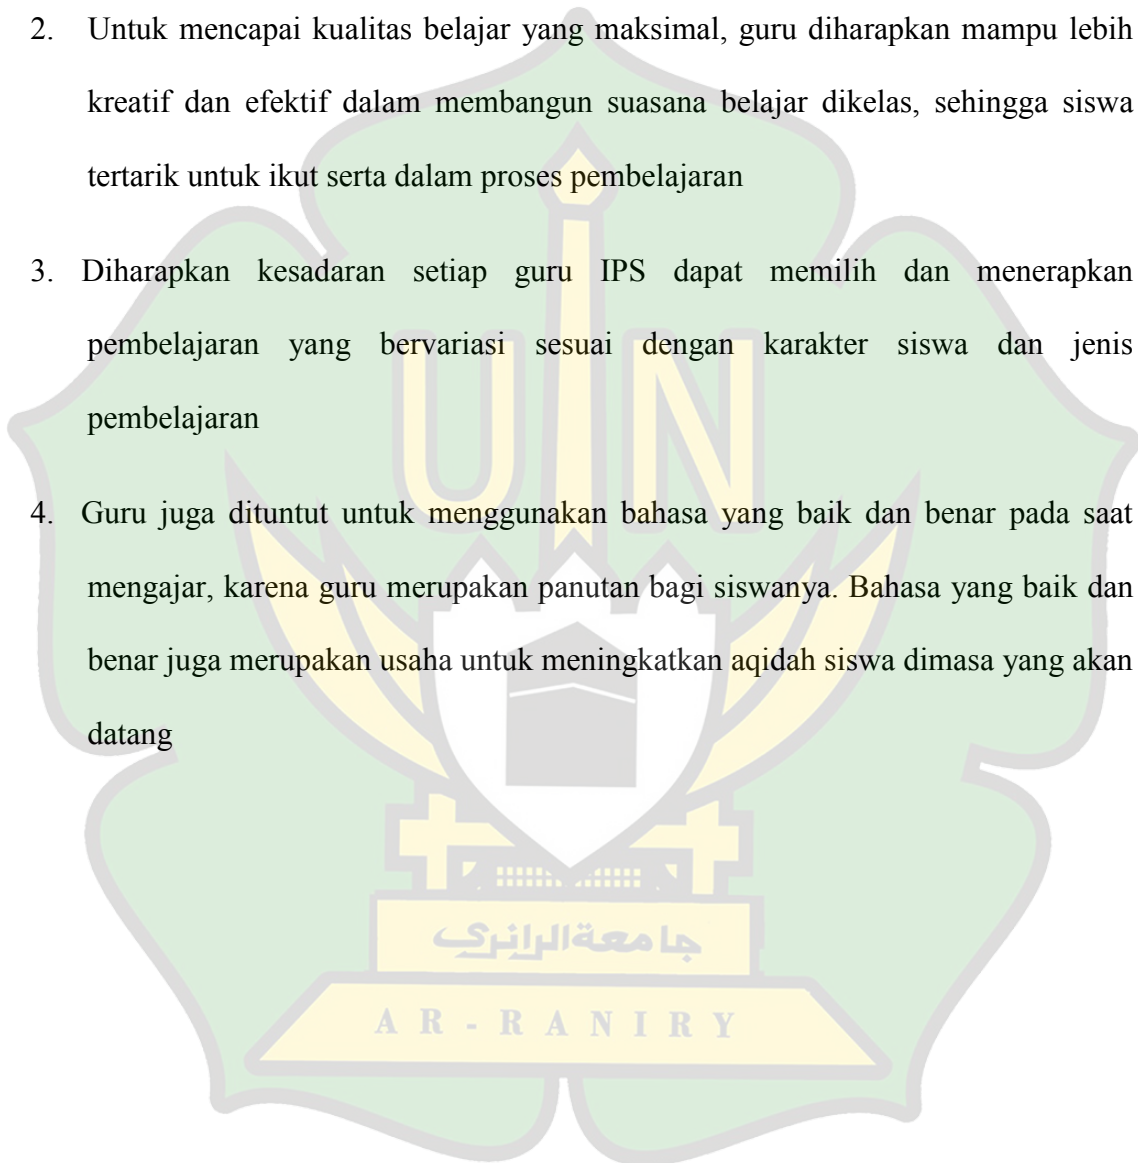 2. Untuk mencapai kualitas belajar yang maksimal, guru diharapkan mampu lebih
kreatif dan efektif dalam membangun suasana belajar dikelas, sehingga siswa
tertarik untuk ikut serta dalam proses pembelajaran
3. Diharapkan kesadaran setiap guru IPS dapat memilih dan menerapkan
pembelajaran yang bervariasi sesuai dengan karakter siswa dan jenis
pembelajaran
4. Guru juga dituntut untuk menggunakan bahasa yang baik dan benar pada saat
mengajar, karena guru merupakan panutan bagi siswanya. Bahasa yang baik dan
benar juga merupakan usaha untuk meningkatkan aqidah siswa dimasa yang akan
datang
UIN
جامعةالرانري
AR-RANIRY